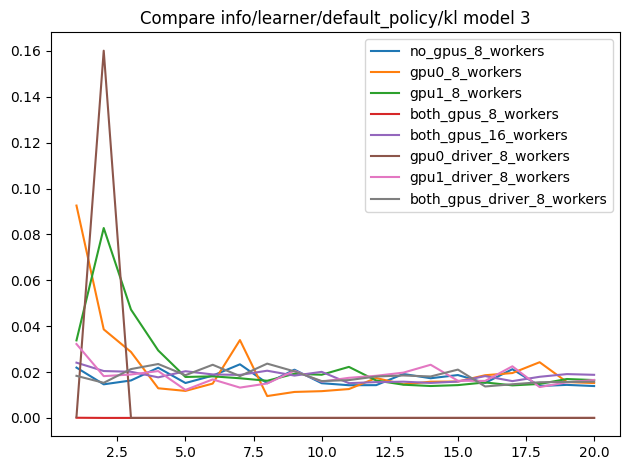 Compare info/learner/default_policy/kl model 3
0.16
0.14
0.12
0.10
0.08
0.06
0.04
0.02
0.00
no_gpus_8_workers
gpu0_8_workers
gpu1_8_workers
both_gpus_8_workers
both_gpus_16_workers
gpu0_driver_8_workers
gpu1_driver_8_workers
both_gpus_driver_8_workers
2.5 5.0 7.5 10.0 12.5 15.0 17.5 20.0